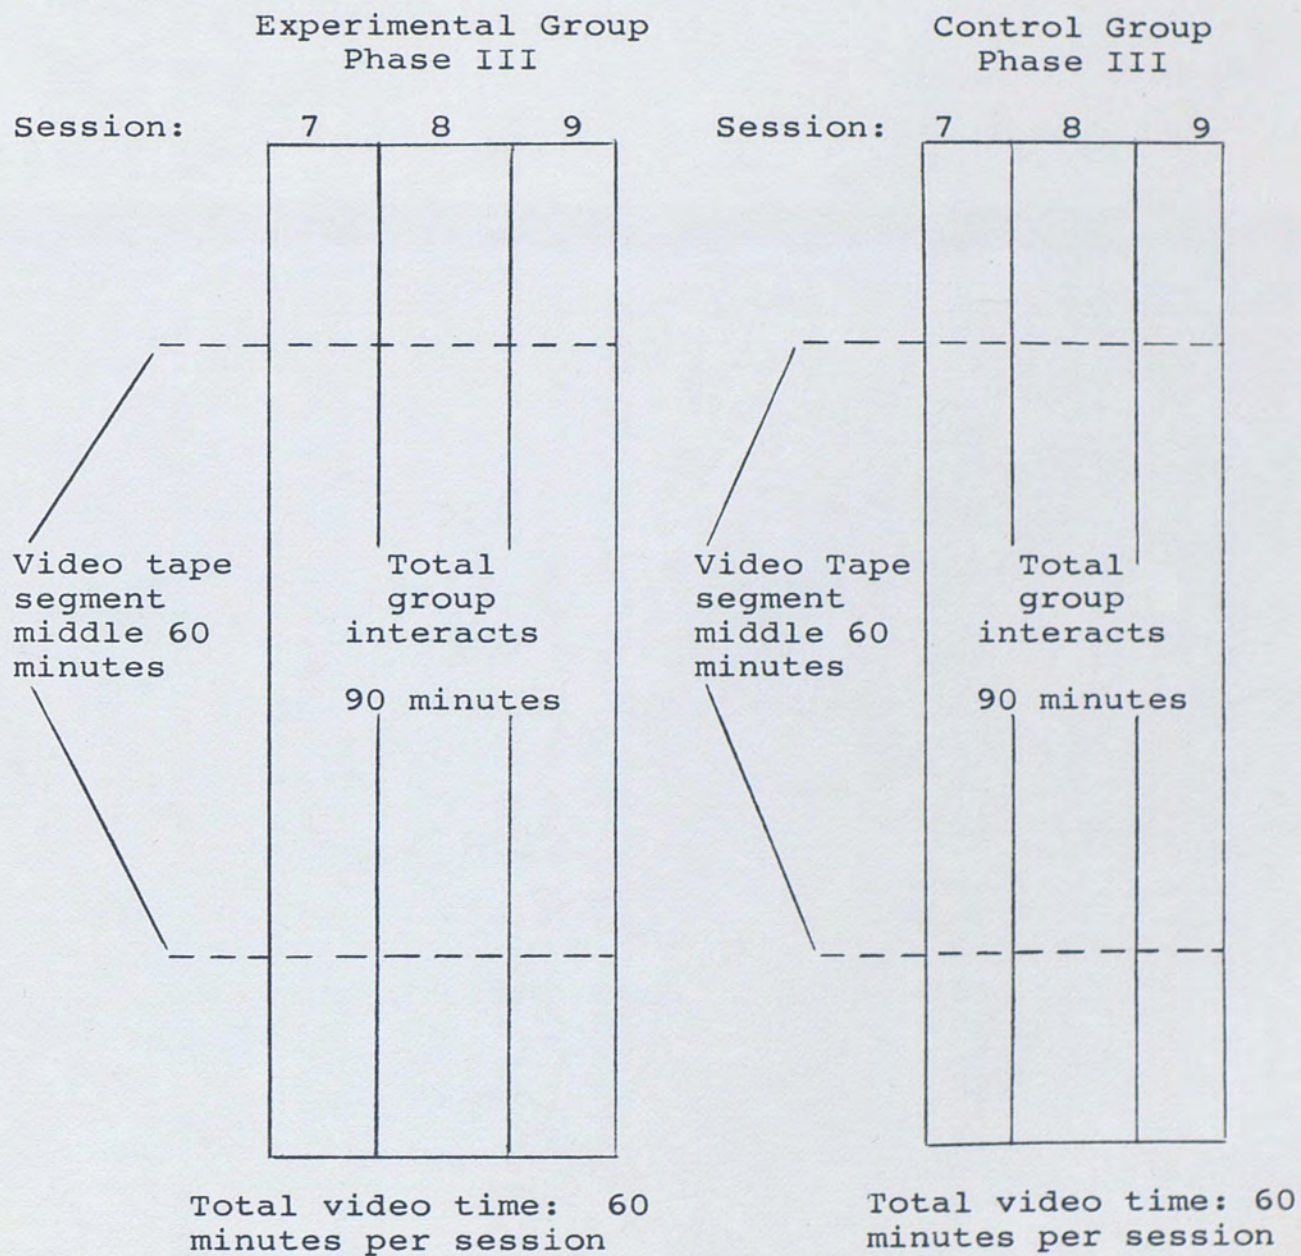 Experimental Group
Phase III
Session: 7 8 9
Video tape
segment
middle 60
minutes
Total
group
interacts
90 minutes
Total video time: 60
minutes per session
Control Group
Phase III
Session: 7 8 9
Video Tape
segment
middle 60
minutes
Total
group
interacts
90 minutes
Total video time: 60
minutes per session